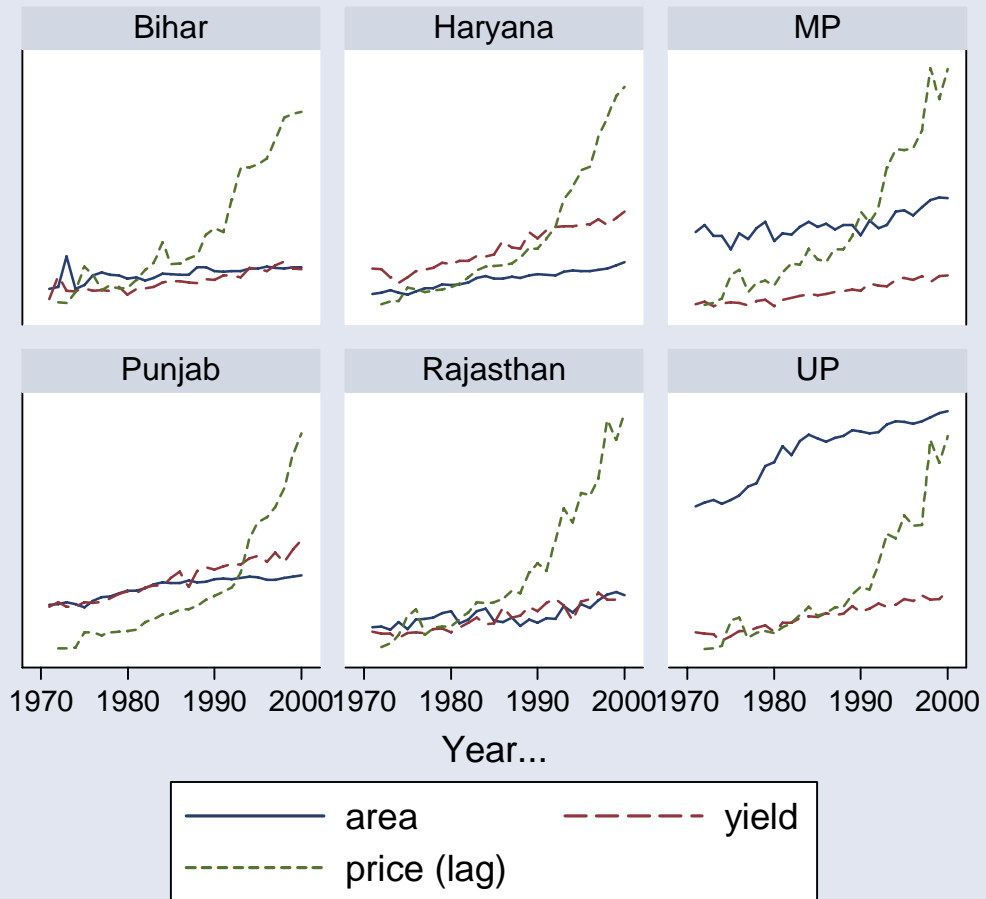 Bihar Haryana MP
Punjab Rajasthan UP
1970 1980 1990 2000 1970 1980 1990 2000 1970 1980 1990 2000
Year...
area yield
price (lag)